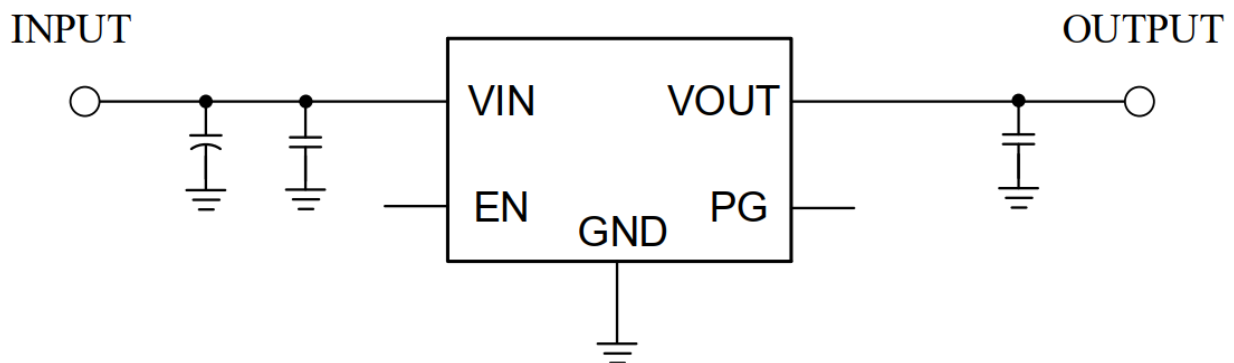 INPUT
OUTPUT
VIN
VOUT
EN
PG
GND